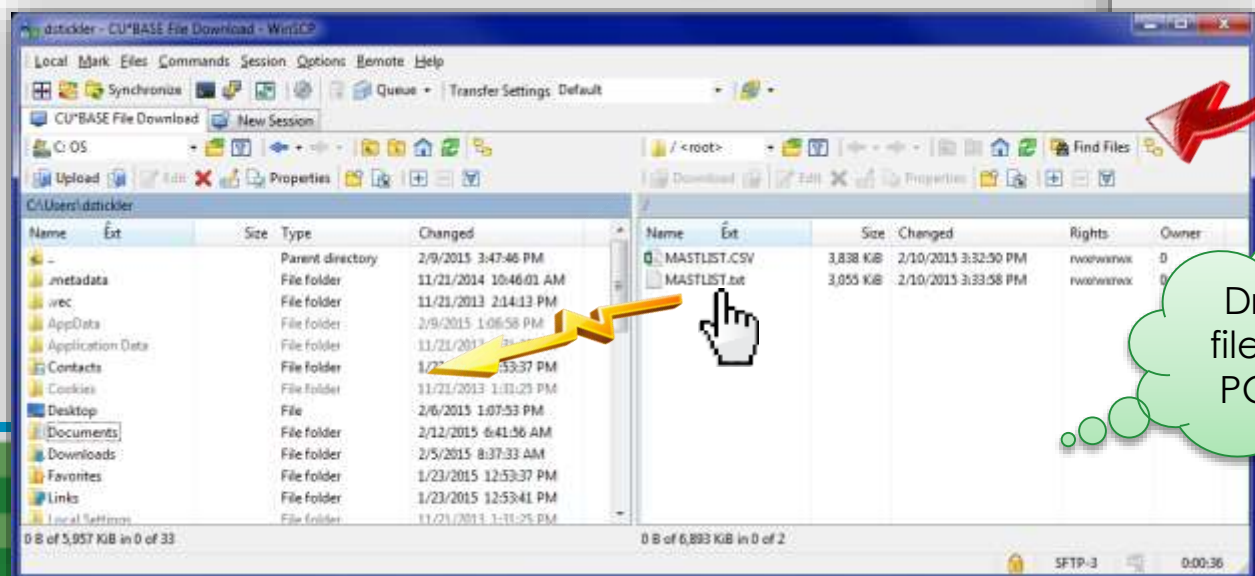 dstickler - CU*BASE File Download - WinSCP
Local Mark Files Commands Session Options Remote Help
Synchronize Queue Transfer Settings Default
CU*BASE File Download New Session
C: OS
/ <root> Find Files
Upload Edit Properties
Download Edit Properties
C:\Users\dstickler
/
Name Ext Size Type Changed
Name Ext Size Changed Rights Owner
.. Parent directory 2/9/2015 3:47:46 PM
MASTLIST.CSV 3,838 KiB 2/10/2015 3:32:50 PM rwxrwxrwx 0
.metadata File folder 11/21/2014 10:46:01 AM
MASTLIST.txt 3,055 KiB 2/10/2015 3:33:58 PM rwxrwxrwx
.vec File folder 11/21/2013 2:14:13 PM
AppData File folder 2/9/2015 1:06:58 PM
Application Data File folder
Contacts File folder 53:37 PM
Cookies File folder 11/21/2013 1:31:25 PM
Desktop File 2/6/2015 1:07:53 PM
Documents File folder 2/12/2015 6:41:56 AM
Downloads File folder 2/5/2015 8:37:33 AM
Favorites File folder 1/23/2015 12:53:37 PM
Links File folder 1/23/2015 12:53:41 PM
Local Settings File folder 11/21/2013 1:31:25 PM
0 B of 5,957 KiB in 0 of 33
0 B of 6,893 KiB in 0 of 2
SFTP-3 0:00:36
file
PC